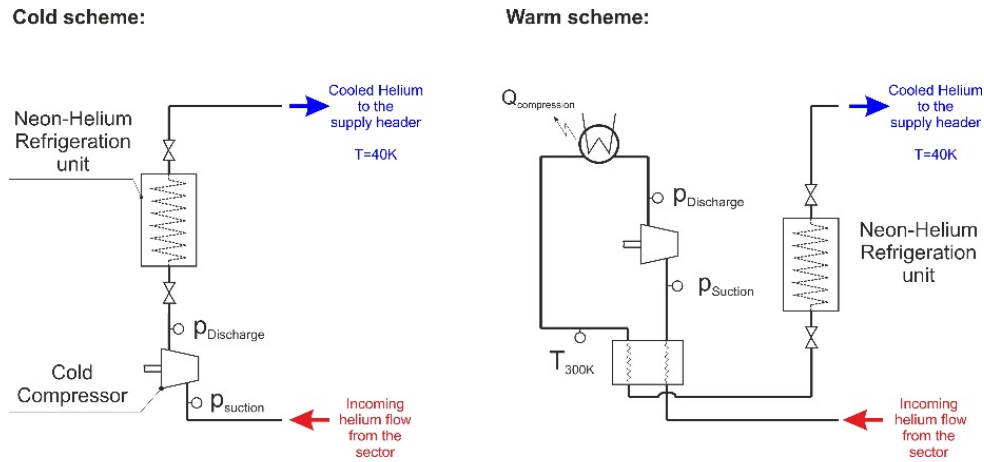 Cold scheme:
Neon-Helium
Refrigeration
unit
Cooled Helium
to the
supply header
T=40K
pDischarge
Cold
Compressor
psuction
Incoming
helium flow
from the
sector
Warm scheme:
Qcompression
pDischarge
pSuction
T300K
Cooled Helium
to the
supply header
T=40K
Neon-Helium
Refrigeration
unit
Incoming
helium flow
from the
sector